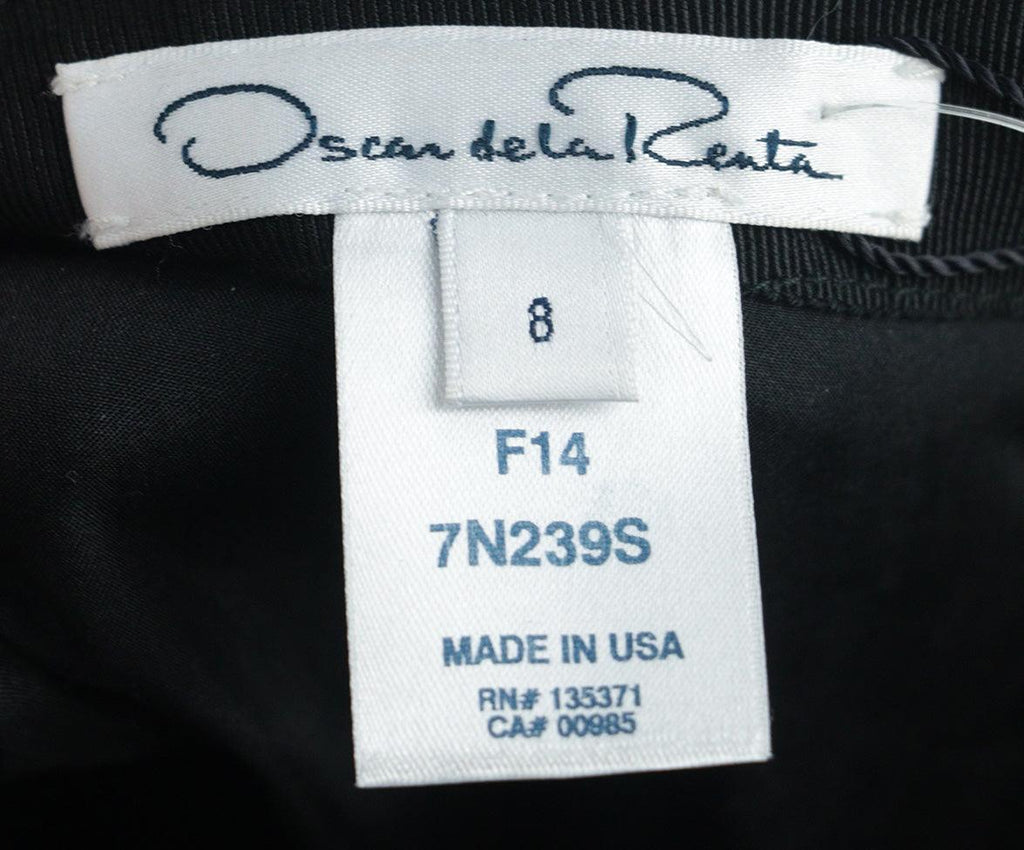 Oscar de la Renta
8
F14
7N239S
MADE IN USA
RN# 135371
CA# 00985